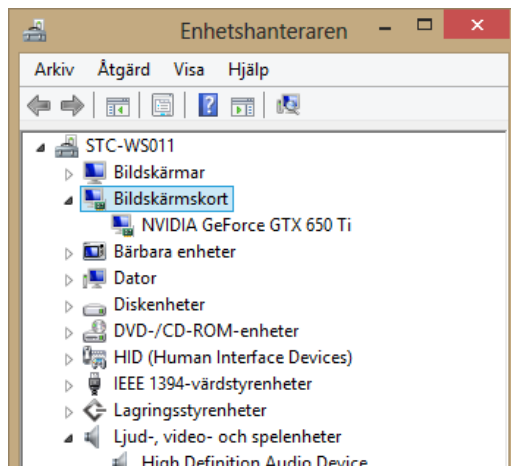 Enhetshanteraren
Arkiv Åtgärd Visa Hjälp
STC-WS011
Bildskärmar
Bildskärmskort
NVIDIA GeForce GTX 650 Ti
Bärbara enheter
Dator
Diskenheter
DVD-/CD-ROM-enheter
HID (Human Interface Devices)
IEEE 1394-värdstyrenheter
Lagringsstyrenheter
Ljud-, video- och spelenheter
High Definition Audio Device